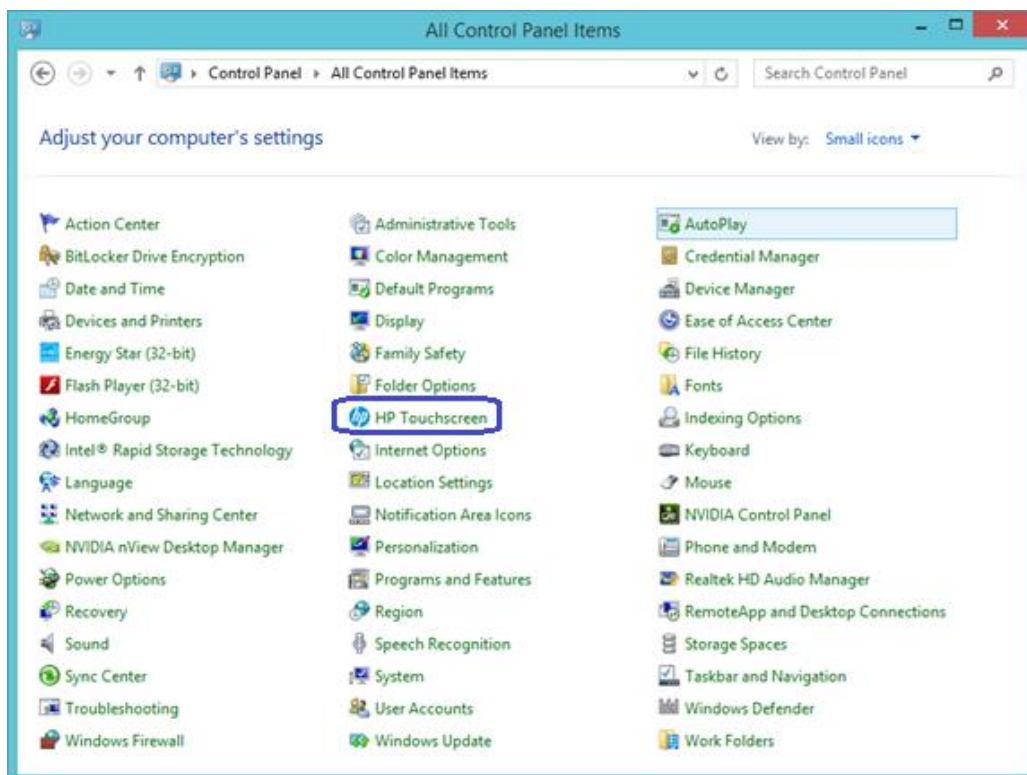 All Control Panel Items
Control Panel All Control Panel Items Search Control Panel
Adjust your computer's settings View by: Small icons
Action Center Administrative Tools AutoPlay
BitLocker Drive Encryption Color Management Credential Manager
Date and Time Default Programs Device Manager
Devices and Printers Display Ease of Access Center
Energy Star (32-bit) Family Safety File History
Flash Player (32-bit) Folder Options Fonts
HomeGroup hp HP Touchscreen Indexing Options
Intel® Rapid Storage Technology Internet Options Keyboard
Language Location Settings Mouse
Network and Sharing Center Notification Area Icons NVIDIA Control Panel
NVIDIA nView Desktop Manager Personalization Phone and Modem
Power Options Programs and Features Realtek HD Audio Manager
Recovery Region RemoteApp and Desktop Connections
Sound Speech Recognition Storage Spaces
Sync Center System Taskbar and Navigation
Troubleshooting User Accounts Windows Defender
Windows Firewall Windows Update Work Folders